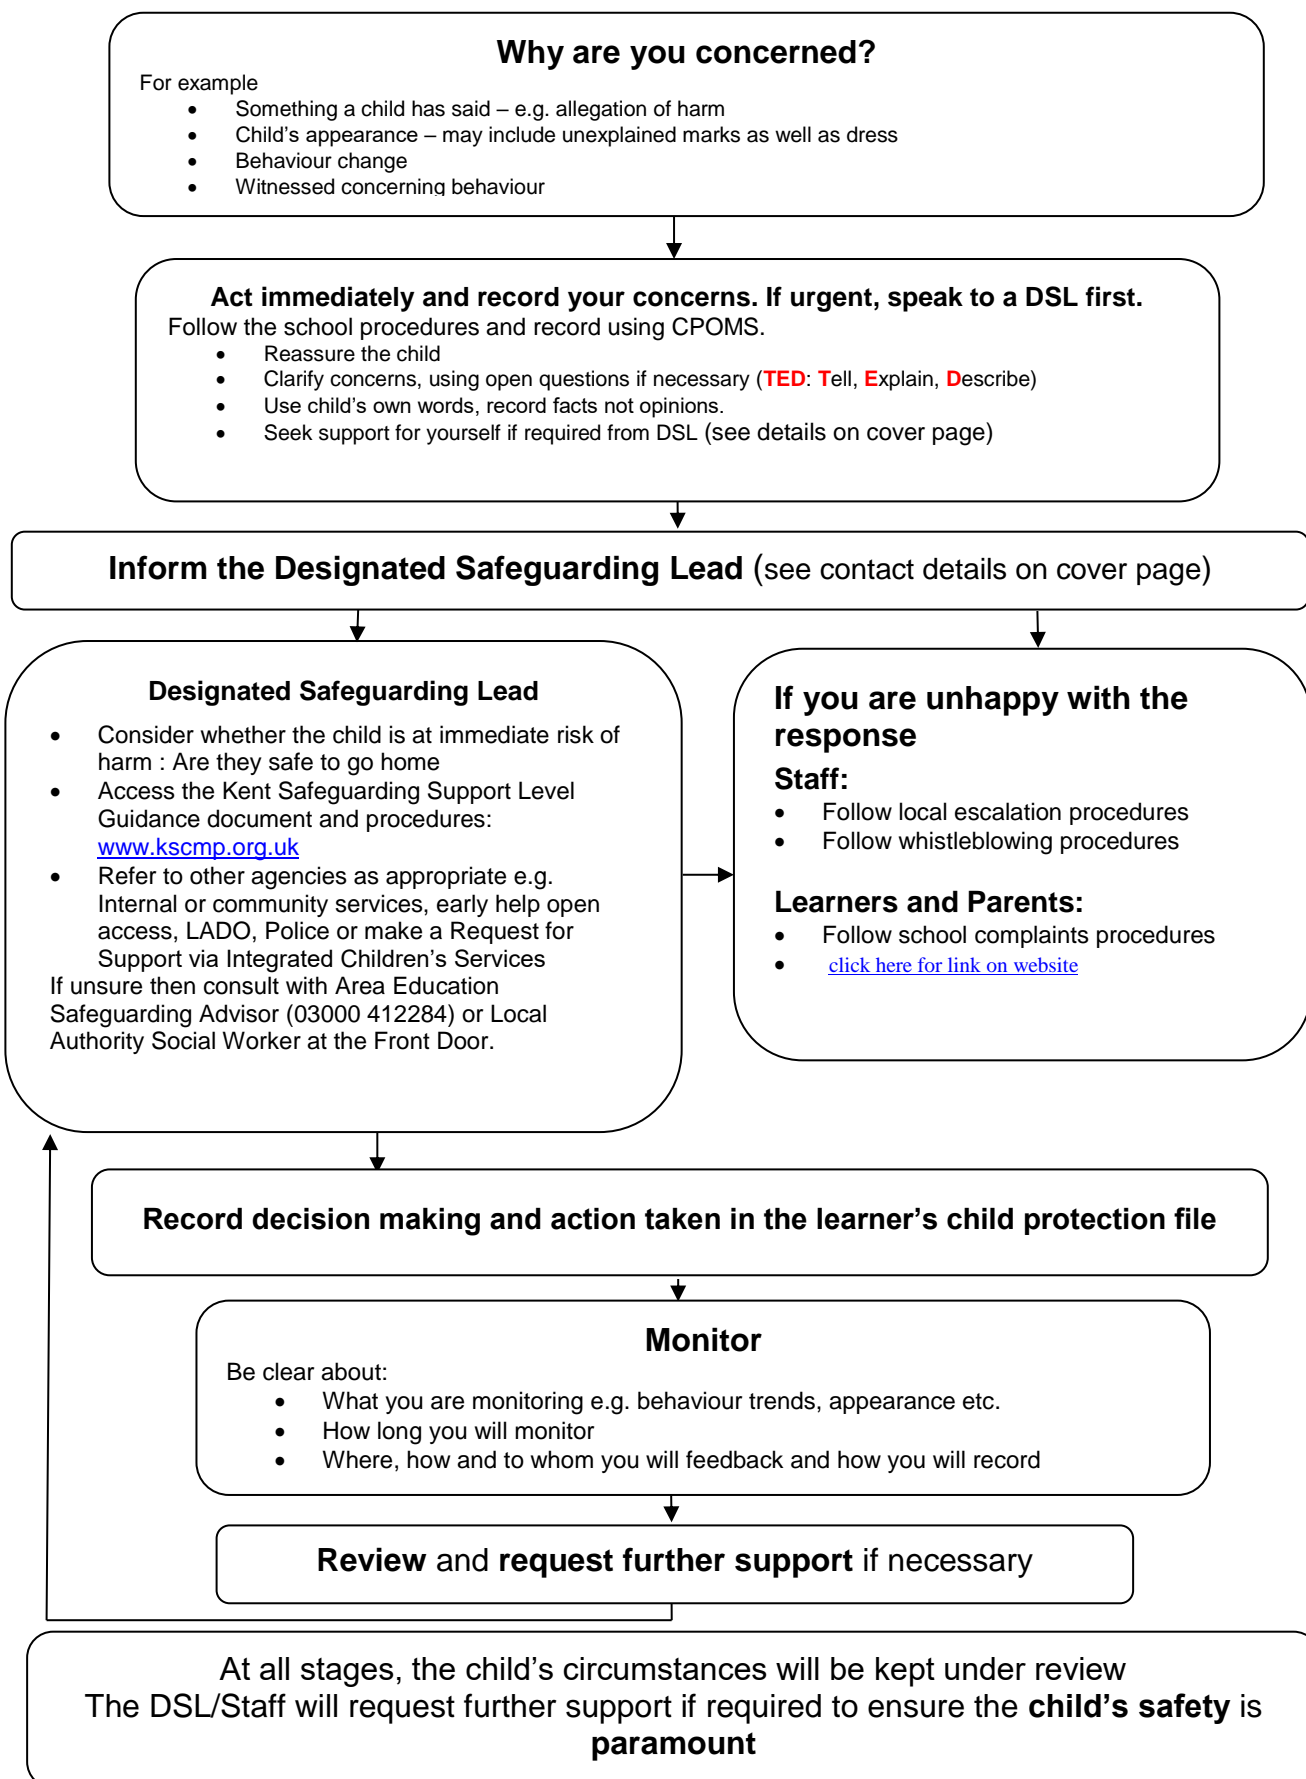 Why are you concerned?
For example
• Something a child has said – e.g. allegation of harm
• Child's appearance – may include unexplained marks as well as dress
• Behaviour change
• Witnessed concerning behaviour
Act immediately and record your concerns. If urgent, speak to a DSL first.
Follow the school procedures and record using CPOMS.
• Reassure the child
• Clarify concerns, using open questions if necessary (TED: Tell, Explain, Describe)
• Use child's own words, record facts not opinions.
• Seek support for yourself if required from DSL (see details on cover page)
Inform the Designated Safeguarding Lead (see contact details on cover page)
Designated Safeguarding Lead
• Consider whether the child is at immediate risk of
harm : Are they safe to go home
• Access the Kent Safeguarding Support Level
Guidance document and procedures:
www.kscmp.org.uk
• Refer to other agencies as appropriate e.g.
Internal or community services, early help open
access, LADO, Police or make a Request for
Support via Integrated Children's Services
If unsure then consult with Area Education
Safeguarding Advisor (03000 412284) or Local
Authority Social Worker at the Front Door.
If you are unhappy with the
response
Staff:
• Follow local escalation procedures
• Follow whistleblowing procedures
Learners and Parents:
• Follow school complaints procedures
• click here for link on website
Record decision making and action taken in the learner's child protection file
Monitor
Be clear about:
• What you are monitoring e.g. behaviour trends, appearance etc.
• How long you will monitor
• Where, how and to whom you will feedback and how you will record
Review and request further support if necessary
At all stages, the child's circumstances will be kept under review
The DSL/Staff will request further support if required to ensure the child's safety is
paramount